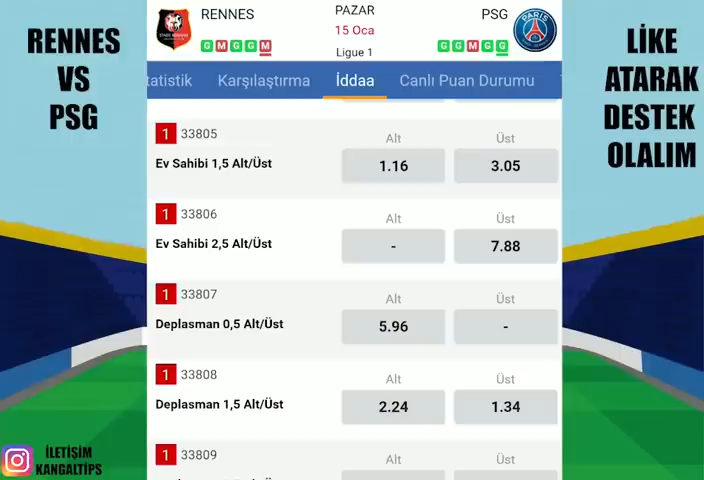 RENNES
VS
PSG
RENNES
G M G G M
PAZAR
15 Oca
Ligue 1
PSG
G G M G G
tatistik Karşılaştırma İddaa Canlı Puan Durumu
1 33805
Ev Sahibi 1,5 Alt/Üst
Alt Üst
1.16 3.05
1 33806
Ev Sahibi 2,5 Alt/Üst
Alt Üst
- 7.88
1 33807
Deplasman 0,5 Alt/Üst
Alt Üst
5.96 -
1 33808
Deplasman 1,5 Alt/Üst
Alt Üst
2.24 1.34
1 33809
Alt Üst
LİKE
ATARAK
DESTEK
OLALIM
İLETİŞİM
KANGALTİPS